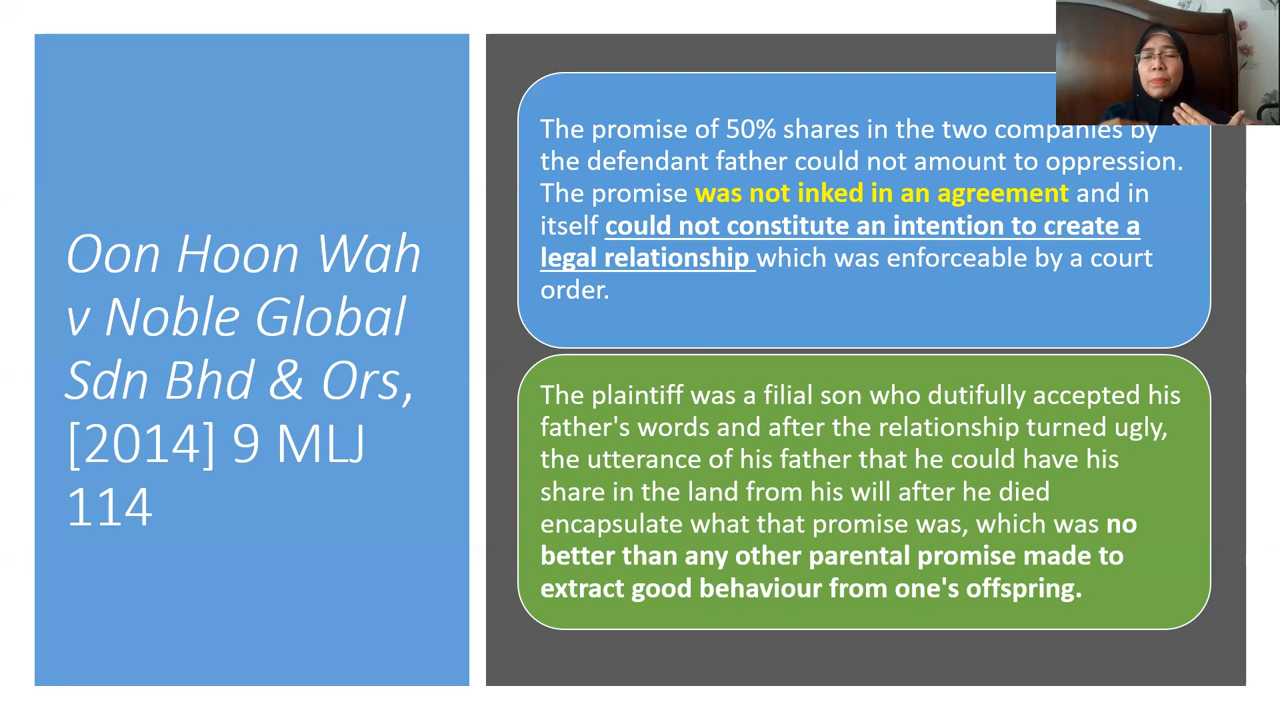 Oon Hoon Wah
v Noble Global
Sdn Bhd & Ors,
[2014] 9 MLJ
114
The promise of 50% shares in the two companies by
the defendant father could not amount to oppression.
The promise was not inked in an agreement and in
itself could not constitute an intention to create a
legal relationship which was enforceable by a court
order.
The plaintiff was a filial son who dutifully accepted his
father's words and after the relationship turned ugly,
the utterance of his father that he could have his
share in the land from his will after he died
encapsulate what that promise was, which was no
better than any other parental promise made to
extract good behaviour from one's offspring.